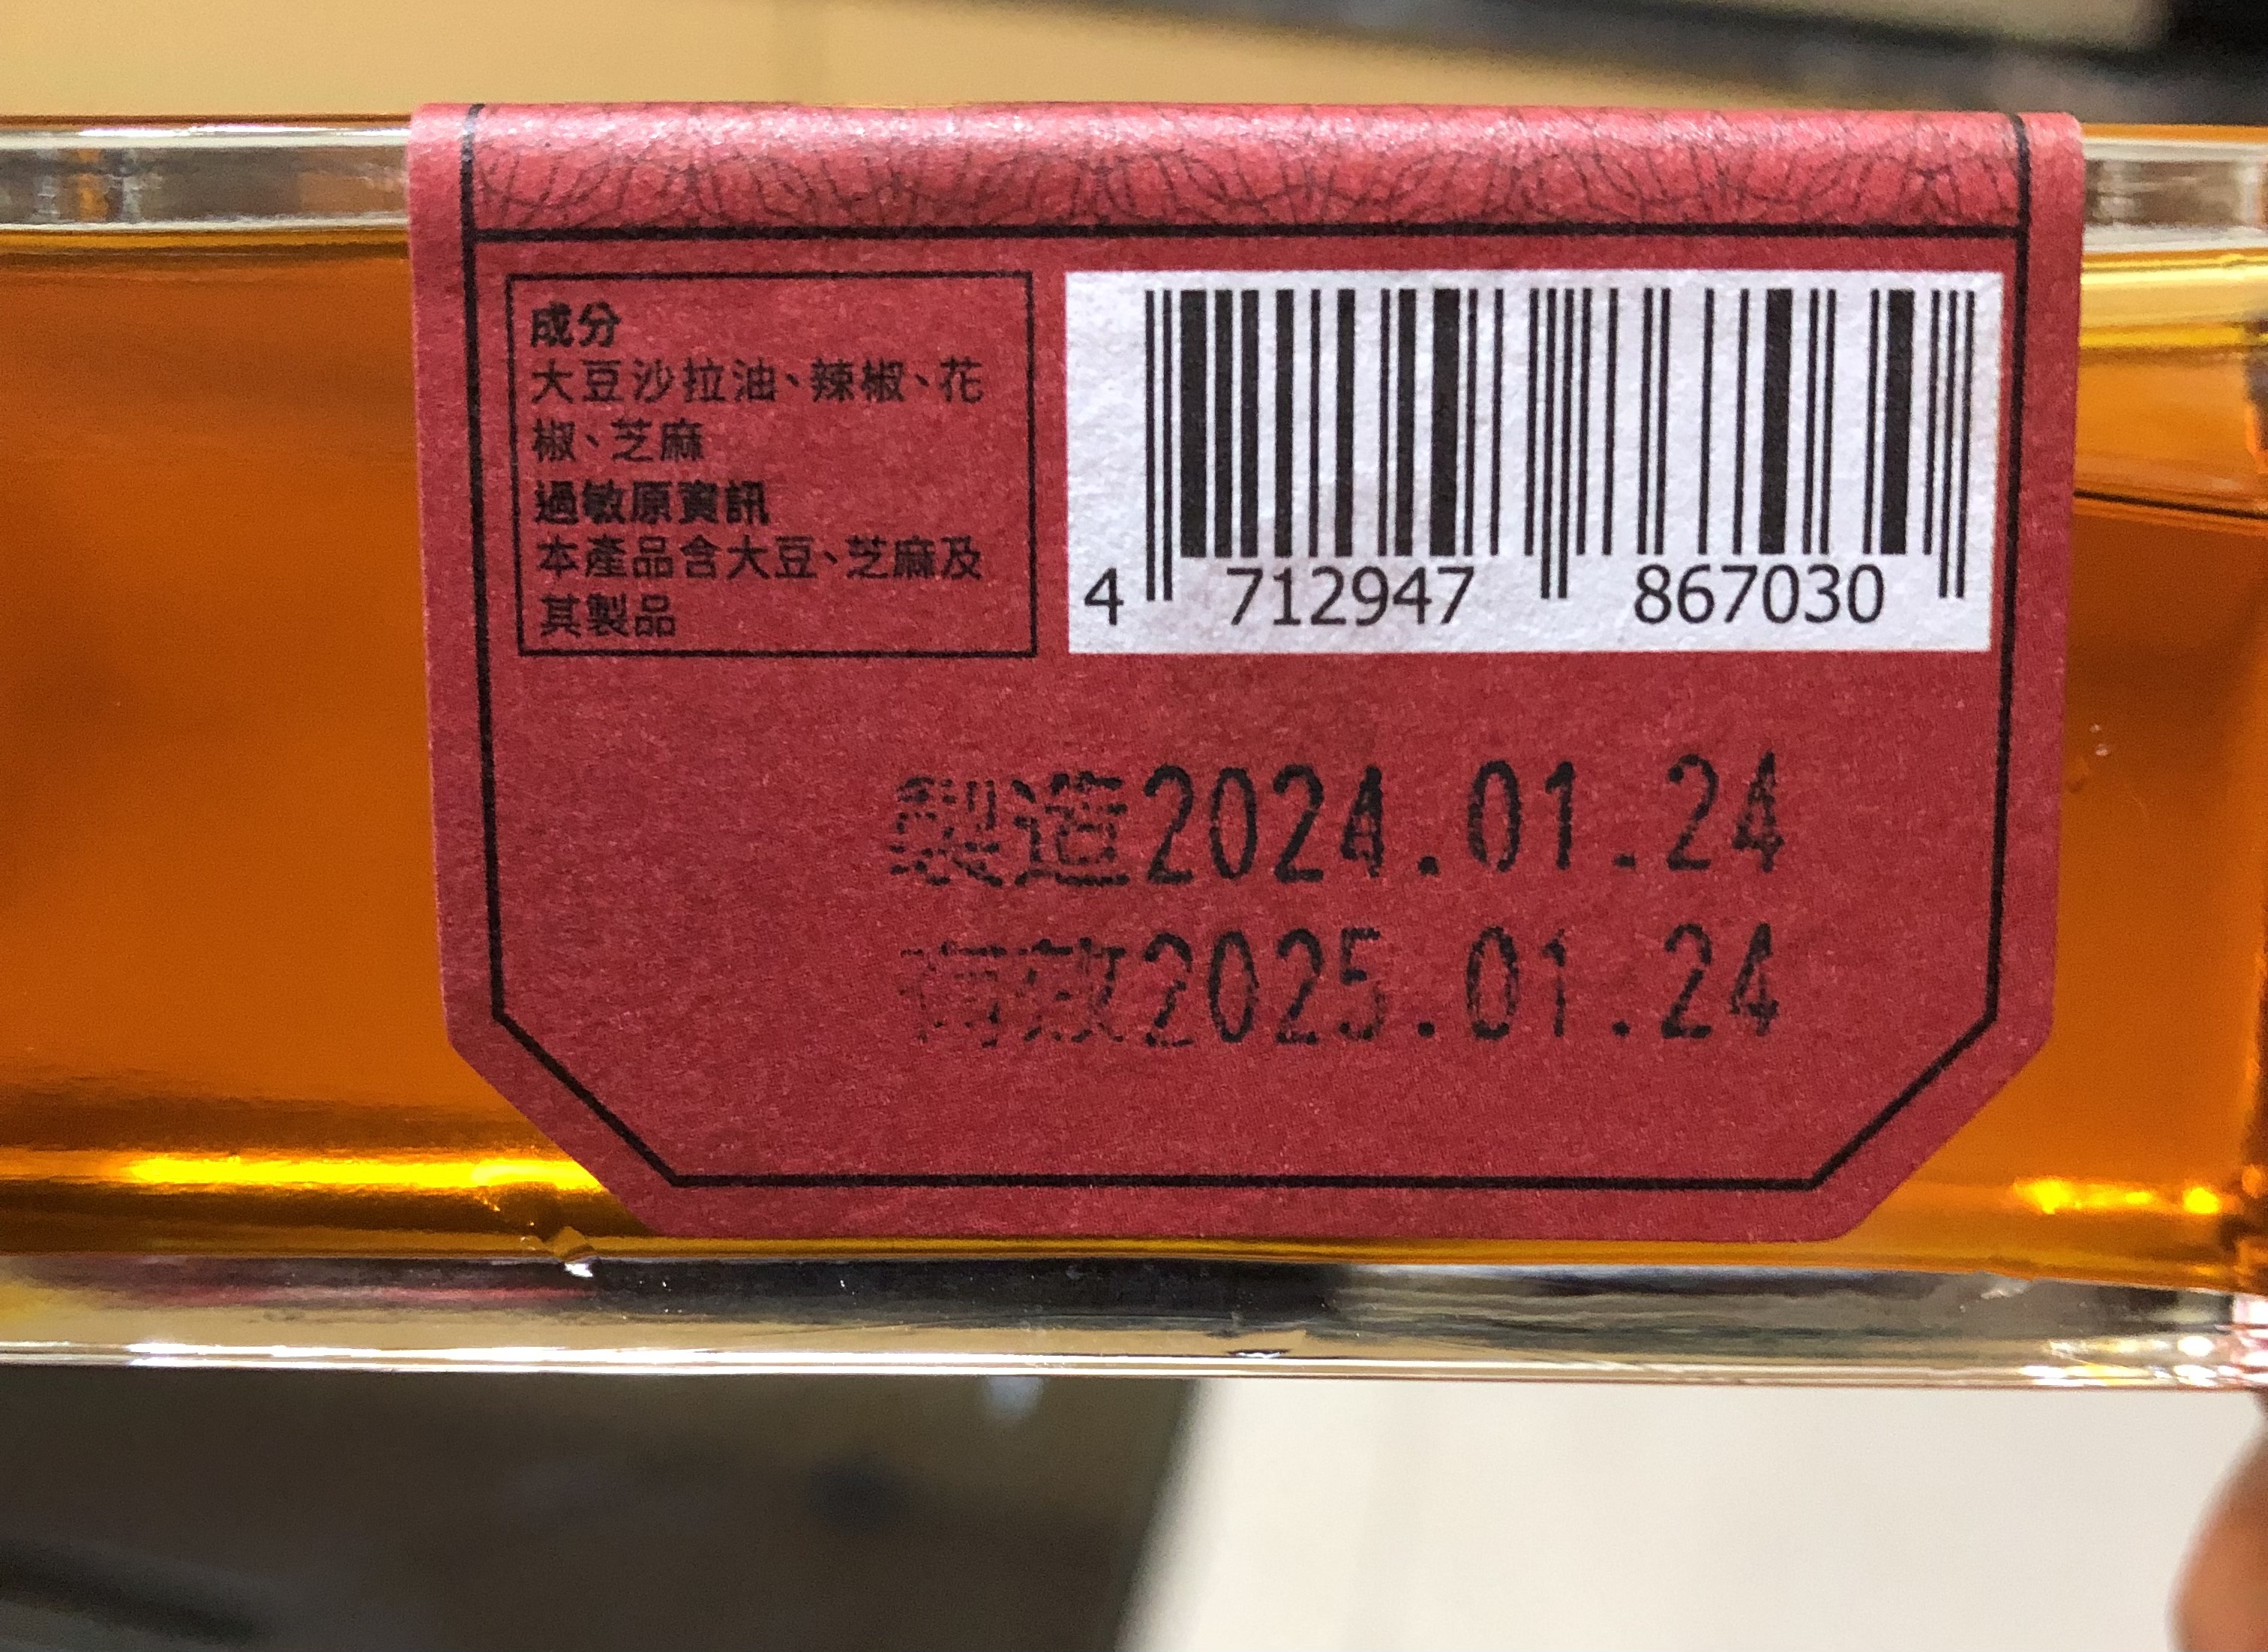 成分
大豆沙拉油、辣椒、花
椒、芝麻
過敏原資訊
本產品含大豆、芝麻及
其製品
4 712947 867030
製造2024.01.24
有效2025.01.24